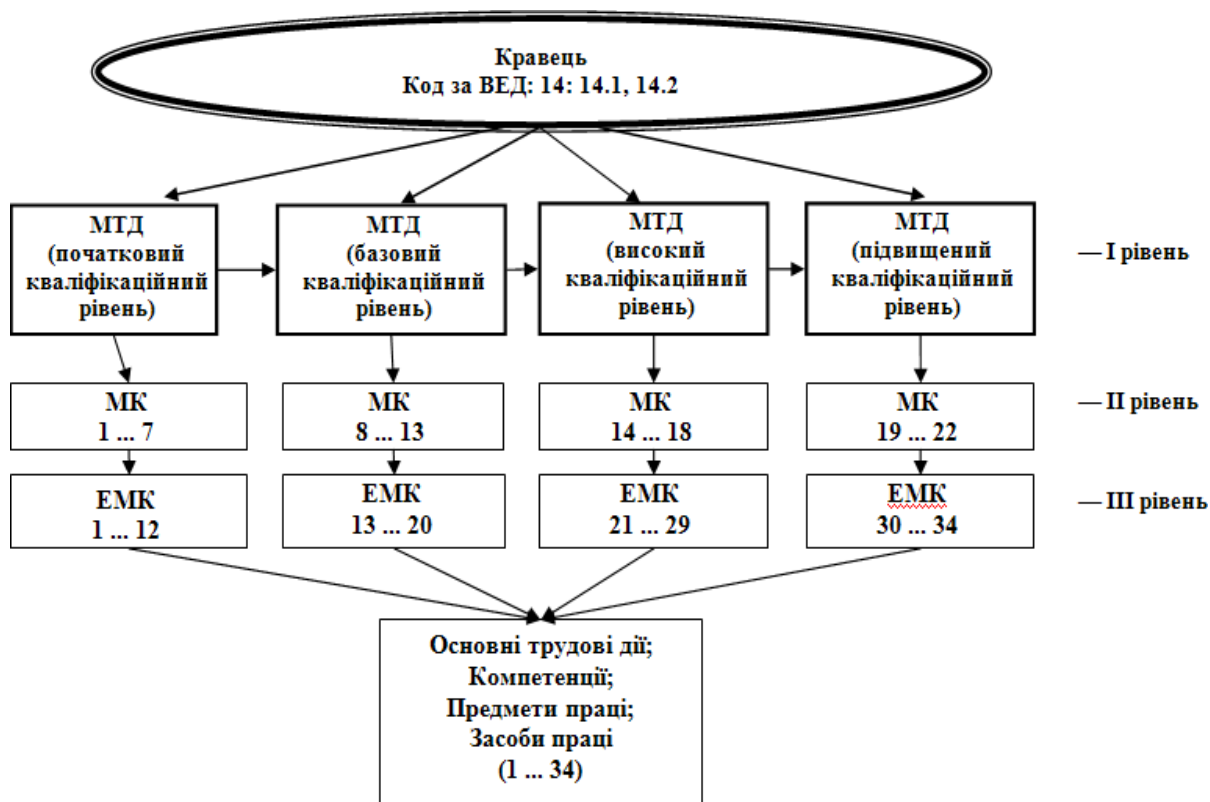 Кравець
Код за ВЕД: 14: 14.1, 14.2
МТД
(початковий
кваліфікаційний
рівень)
МТД
(базовий
кваліфікаційний
рівень)
МТД
(високий
кваліфікаційний
рівень)
МТД
(підвищений
кваліфікаційний
рівень)
— І рівень
МК
1 ... 7
МК
8 ... 13
МК
14 ... 18
МК
19 ... 22
— ІІ рівень
ЕМК
1 ... 12
ЕМК
13 ... 20
ЕМК
21 ... 29
ЕМК
30 ... 34
— ІІІ рівень
Основні трудові дії;
Компетенції;
Предмети праці;
Засоби праці
(1 ... 34)